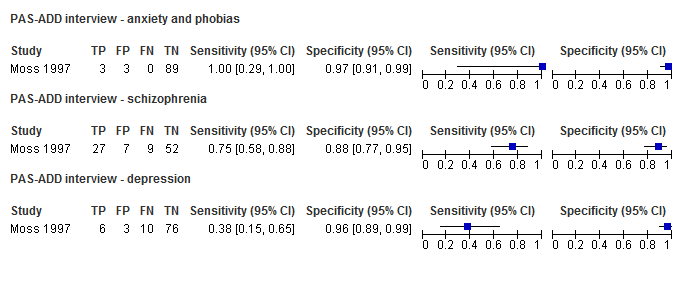 PAS-ADD interview - anxiety and phobias
Study TP FP FN TN Sensitivity (95% CI) Specificity (95% CI) Sensitivity (95% CI) Specificity (95% CI)
Moss 1997 3 3 0 89 1.00 [0.29, 1.00] 0.97 [0.91, 0.99]
0 0.2 0.4 0.6 0.8 1 0 0.2 0.4 0.6 0.8 1
PAS-ADD interview - schizophrenia
Study TP FP FN TN Sensitivity (95% CI) Specificity (95% CI) Sensitivity (95% CI) Specificity (95% CI)
Moss 1997 27 7 9 52 0.75 [0.58, 0.88] 0.88 [0.77, 0.95]
0 0.2 0.4 0.6 0.8 1 0 0.2 0.4 0.6 0.8 1
PAS-ADD interview - depression
Study TP FP FN TN Sensitivity (95% CI) Specificity (95% CI) Sensitivity (95% CI) Specificity (95% CI)
Moss 1997 6 3 10 76 0.38 [0.15, 0.65] 0.96 [0.89, 0.99]
0 0.2 0.4 0.6 0.8 1 0 0.2 0.4 0.6 0.8 1